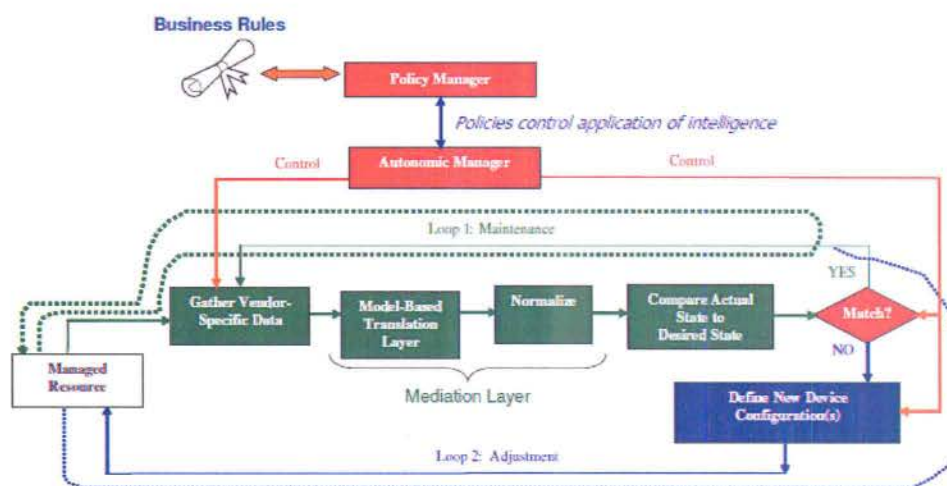 Business Rules
Policy Manager
Policies control application of intelligence
Control
Autonomic Manager
Control
Loop 1: Maintenance
YES
Gather Vendor-
Specific Data
Model-Based
Translation
Layer
Normalize
Compare Actual
State to
Desired State
Match?
NO
Managed
Resource
Mediation Layer
Define New Device
Configuration(s)
Loop 2: Adjustment